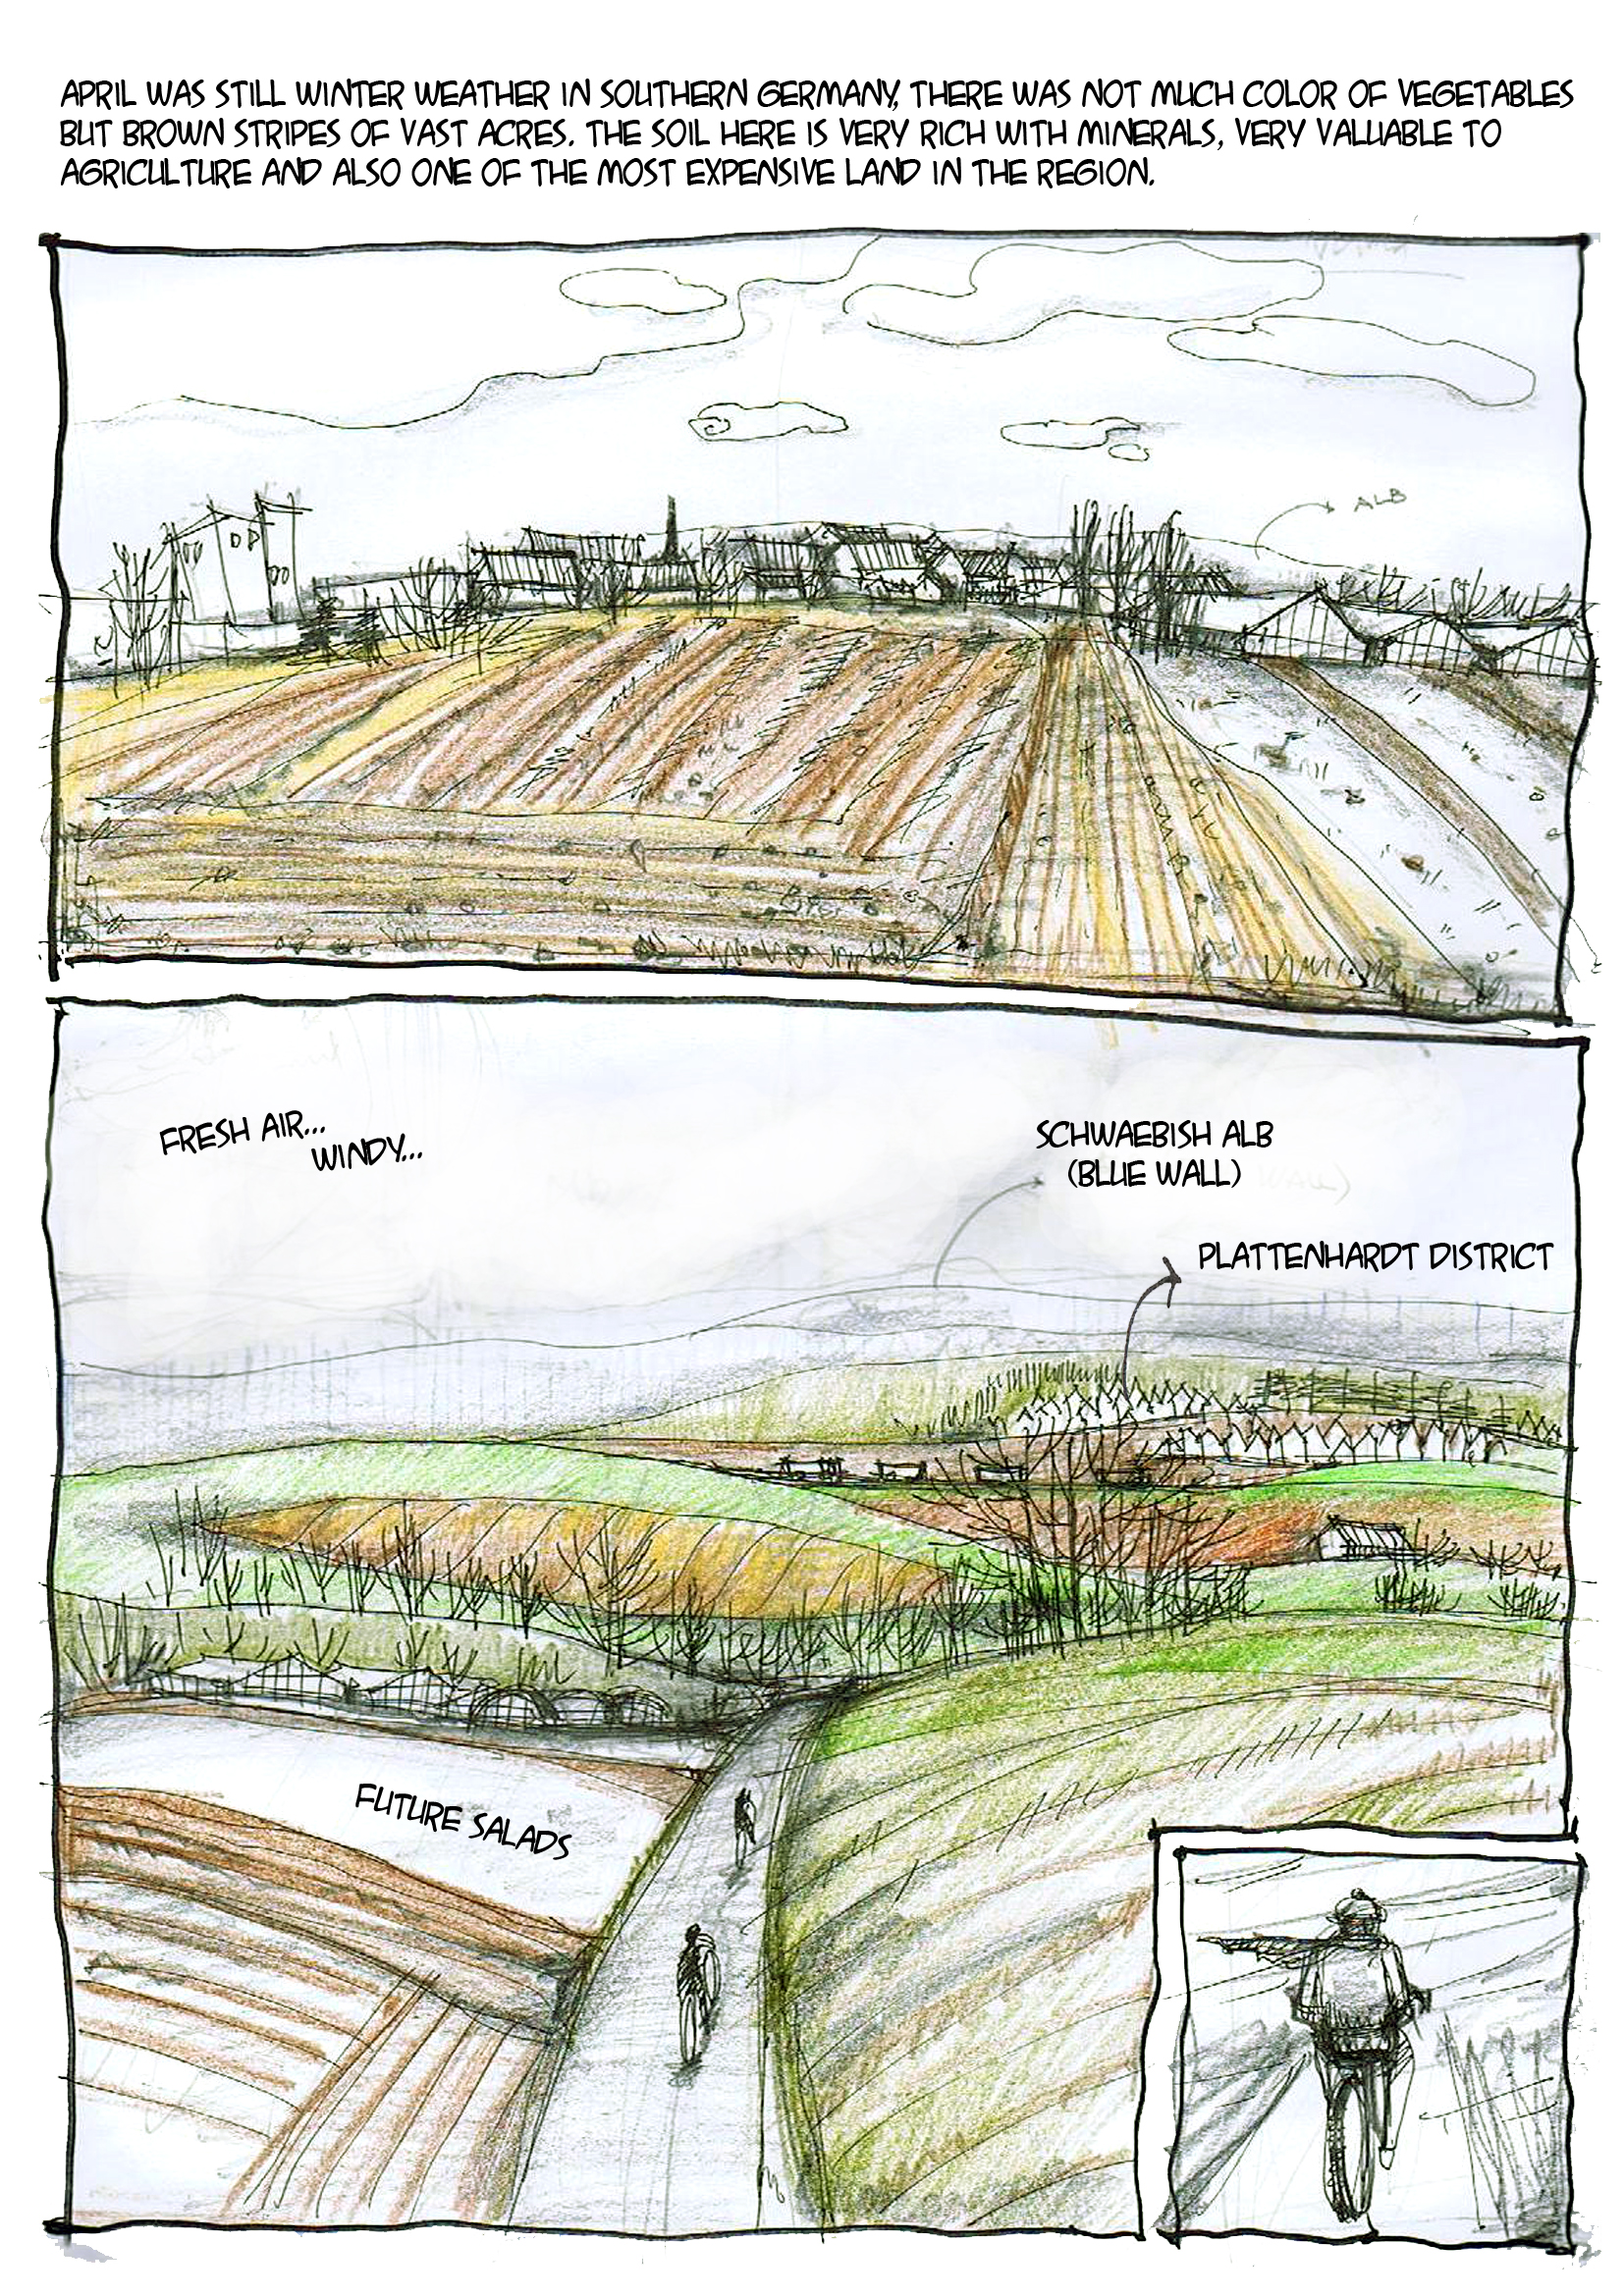 APRIL WAS STILL WINTER WEATHER IN SOUTHERN GERMANY, THERE WAS NOT MUCH COLOR OF VEGETABLES
BUT BROWN STRIPES OF VAST ACRES. THE SOIL HERE IS VERY RICH WITH MINERALS, VERY VALUABLE TO
AGRICULTURE AND ALSO ONE OF THE MOST EXPENSIVE LAND IN THE REGION.
ALB
FRESH AIR...
WINDY...
SCHWAEBISH ALB
(BLUE WALL)
PLATTENHARDT DISTRICT
FUTURE SALADS